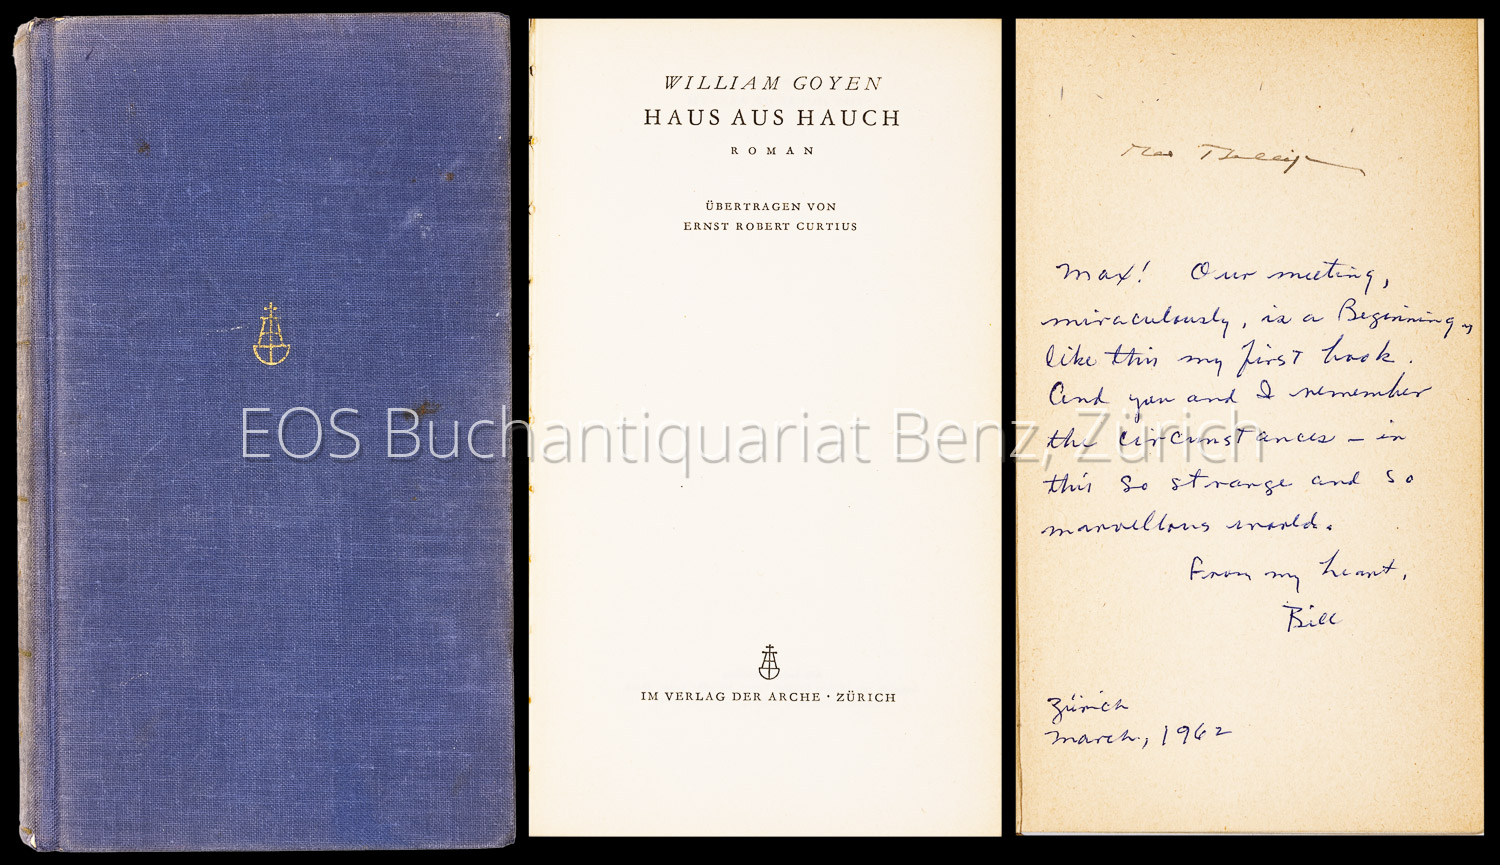 WILLIAM GOYEN
HAUS AUS HAUCH
ROMAN
ÜBERTRAGEN VON
ERNST ROBERT CURTIUS
IM VERLAG DER ARCHE · ZÜRICH
Max! Our meeting,
miraculously, is a Beginning,
like this my first book.
And you and I remember
the circumstances – in
this so strange and so
marvellous world.
From my heart,
Bill
Zürich
March, 1962
EOS Buchantiquariat Benz, Zürich